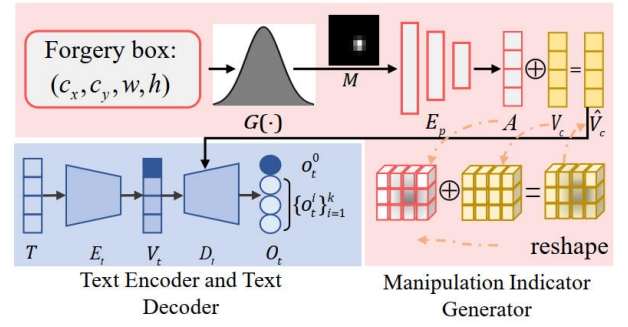 Forgery box:
(c_x, c_y, w, h)
G(·)
M
E_p
A
⊕
V_c
=
V̂_c
T
E_t
V_t
D_t
O_t
o_t^0
{o_t^i}_{i=1}^k
⊕
=
reshape
Text Encoder and Text
Decoder
Manipulation Indicator
Generator